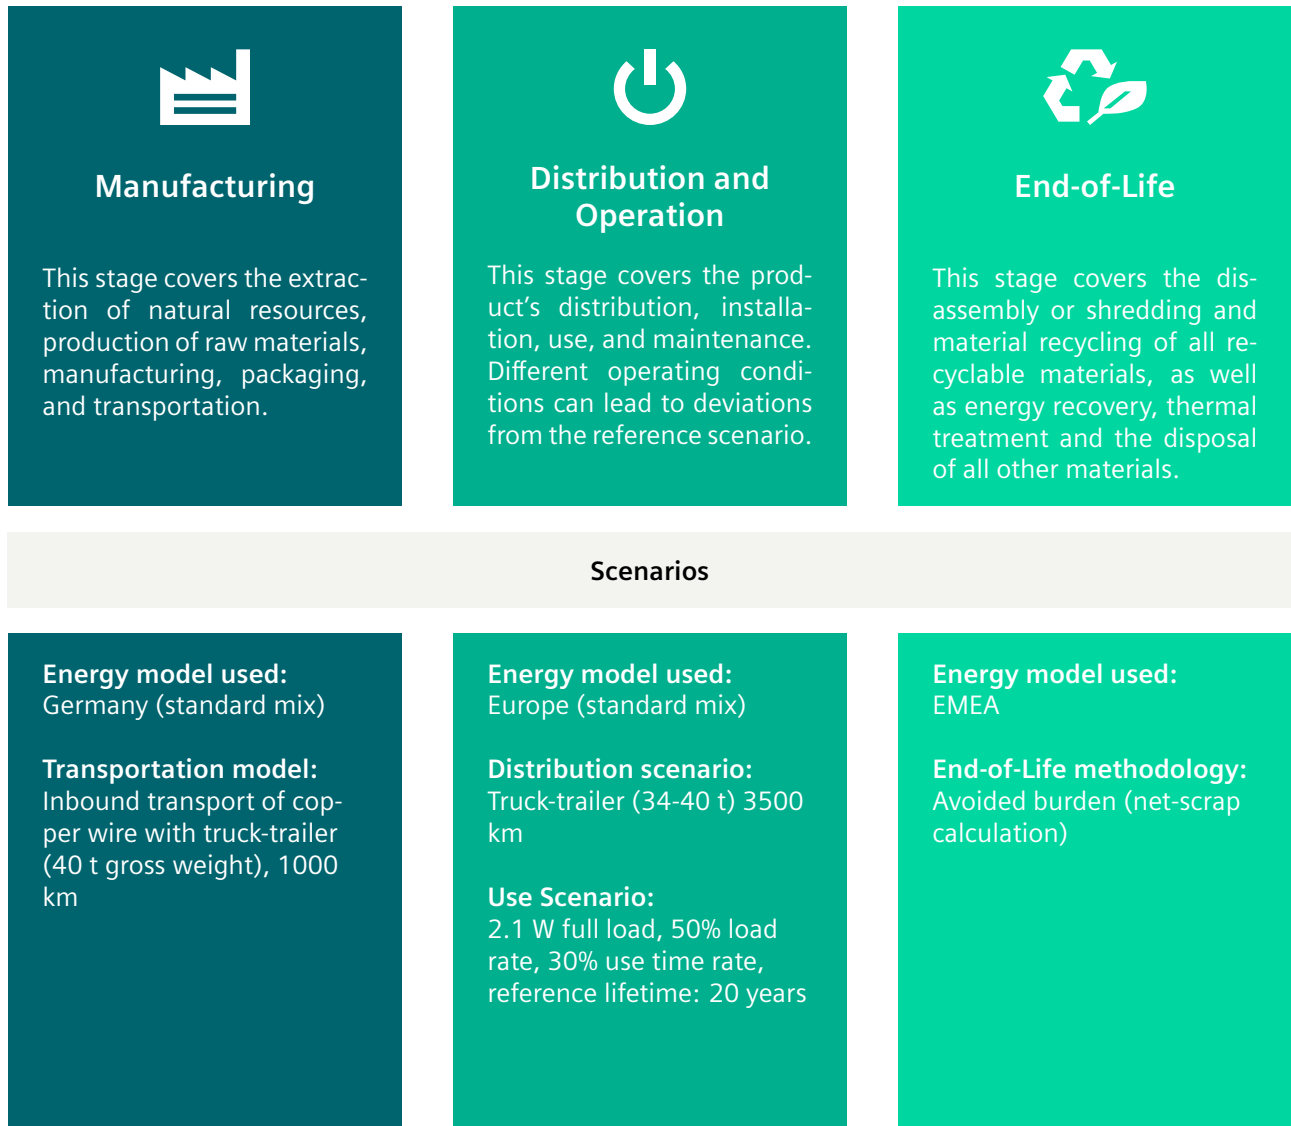 Manufacturing
This stage covers the extrac-
tion of natural resources,
production of raw materials,
manufacturing, packaging,
and transportation.
Distribution and
Operation
This stage covers the prod-
uct's distribution, installa-
tion, use, and maintenance.
Different operating condi-
tions can lead to deviations
from the reference scenario.
End-of-Life
This stage covers the dis-
assembly or shredding and
material recycling of all re-
cyclable materials, as well
as energy recovery, thermal
treatment and the disposal
of all other materials.
Scenarios
Energy model used:
Germany (standard mix)
Transportation model:
Inbound transport of cop-
per wire with truck-trailer
(40 t gross weight), 1000
km
Energy model used:
Europe (standard mix)
Distribution scenario:
Truck-trailer (34-40 t) 3500
km
Use Scenario:
2.1 W full load, 50% load
rate, 30% use time rate,
reference lifetime: 20 years
Energy model used:
EMEA
End-of-Life methodology:
Avoided burden (net-scrap
calculation)